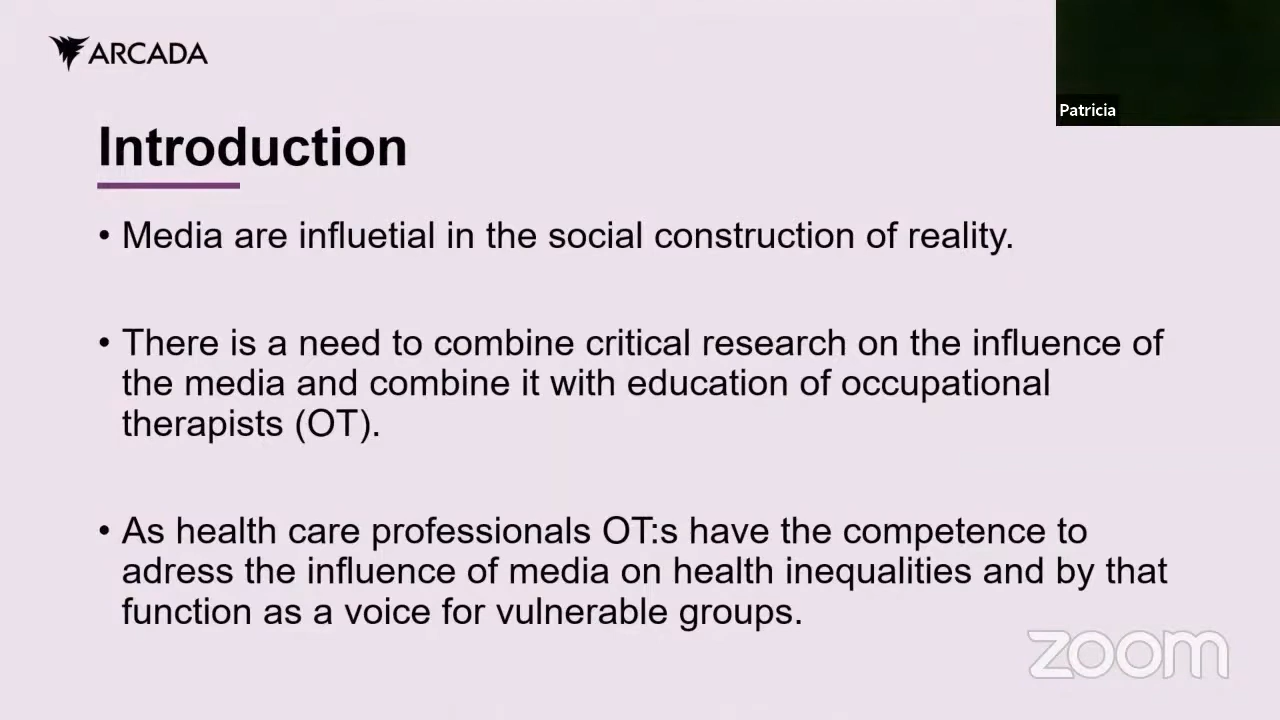 ARCADA
Patricia
Introduction
• Media are influetial in the social construction of reality.
• There is a need to combine critical research on the influence of
the media and combine it with education of occupational
therapists (OT).
• As health care professionals OT:s have the competence to
adress the influence of media on health inequalities and by that
function as a voice for vulnerable groups.
zoom